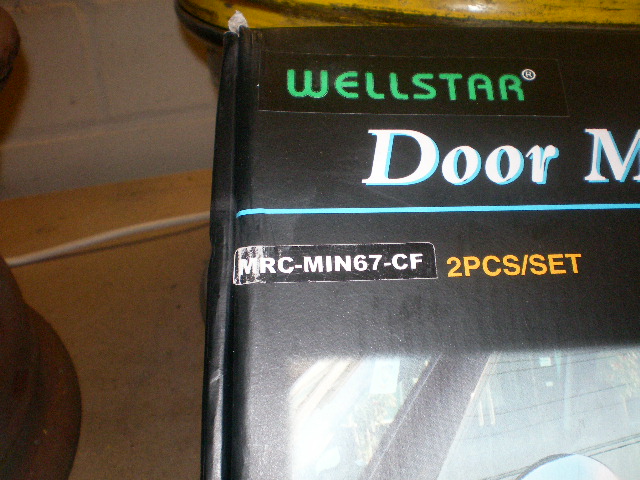 WELLSTAR®
Door M
MRC-MIN67-CF 2PCS/SET